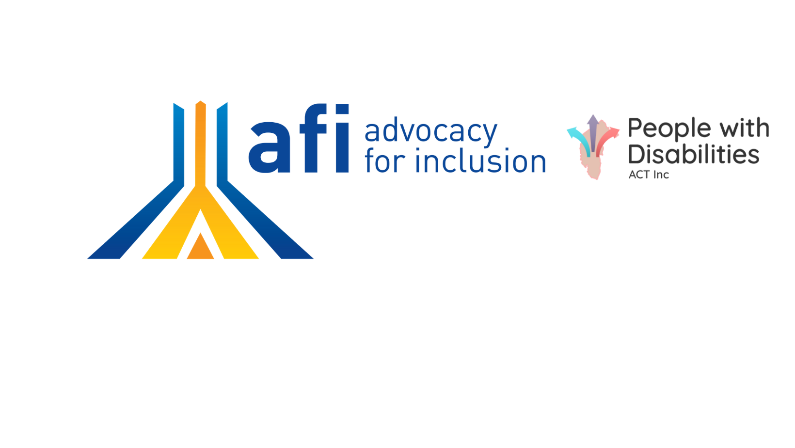 afi
advocacy
for inclusion
People with
Disabilities
ACT Inc